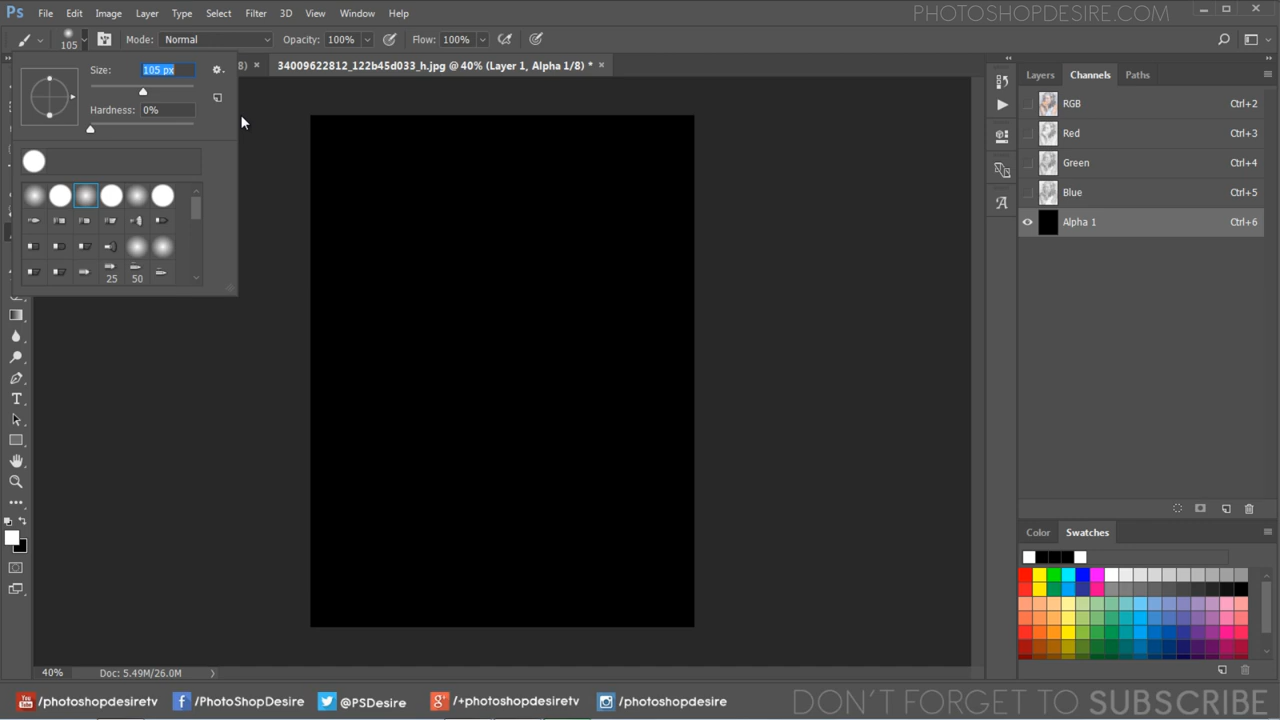 Ps File Edit Image Layer Type Select Filter 3D View Window Help
PHOTOSHOPDESIRE.COM
105 Mode: Normal Opacity: 100% Flow: 100%
8) × 34009622812_122b45d033_h.jpg @ 40% (Layer 1, Alpha 1/8) * ×
Size: 105 px
Hardness: 0%
25 50
Layers Channels Paths
RGB Ctrl+2
Red Ctrl+3
Green Ctrl+4
Blue Ctrl+5
Alpha 1 Ctrl+6
Color Swatches
40% Doc: 5.49M/26.0M
You Tube /photoshopdesiretv f /PhotoShopDesire @PSDesire g+ /+photoshopdesiretv /photoshopdesire
DON'T FORGET TO SUBSCRIBE